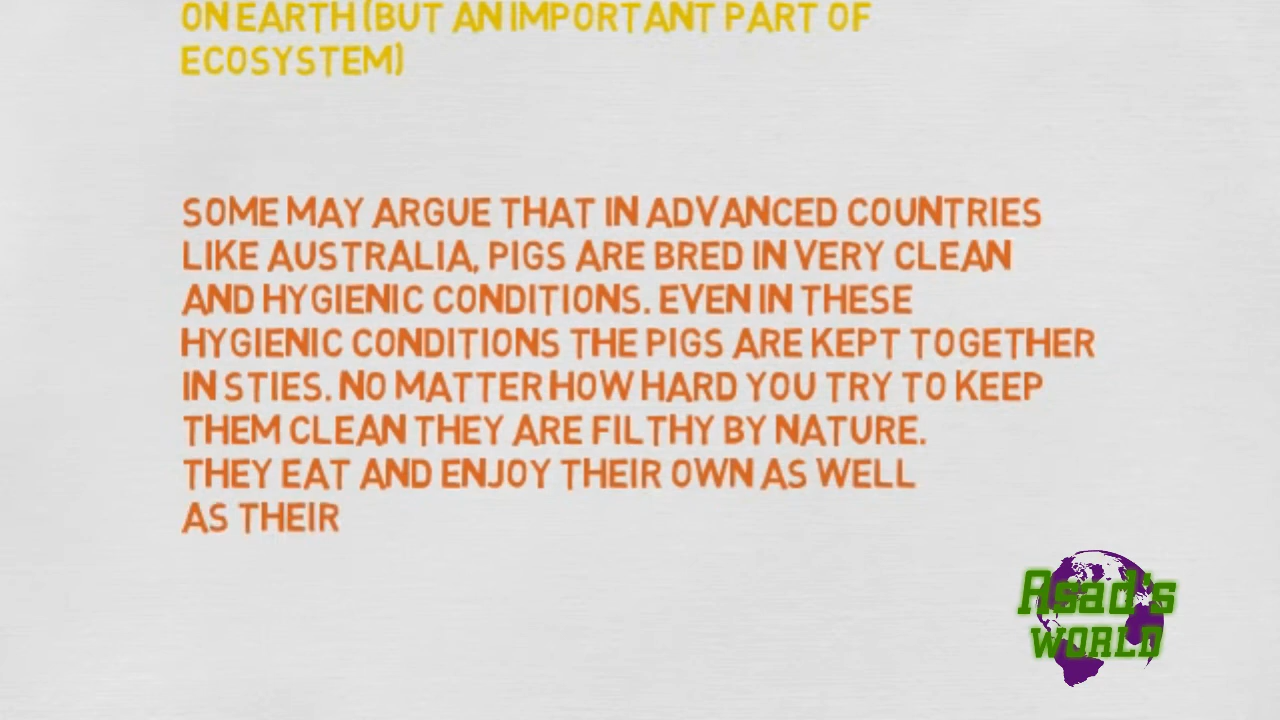 ON EARTH (BUT AN IMPORTANT PART OF
ECOSYSTEM)
SOME MAY ARGUE THAT IN ADVANCED COUNTRIES
LIKE AUSTRALIA, PIGS ARE BRED IN VERY CLEAN
AND HYGIENIC CONDITIONS. EVEN IN THESE
HYGIENIC CONDITIONS THE PIGS ARE KEPT TOGETHER
IN STIES. NO MATTER HOW HARD YOU TRY TO KEEP
THEM CLEAN THEY ARE FILTHY BY NATURE.
THEY EAT AND ENJOY THEIR OWN AS WELL
AS THEIR
Asad's
WORLD